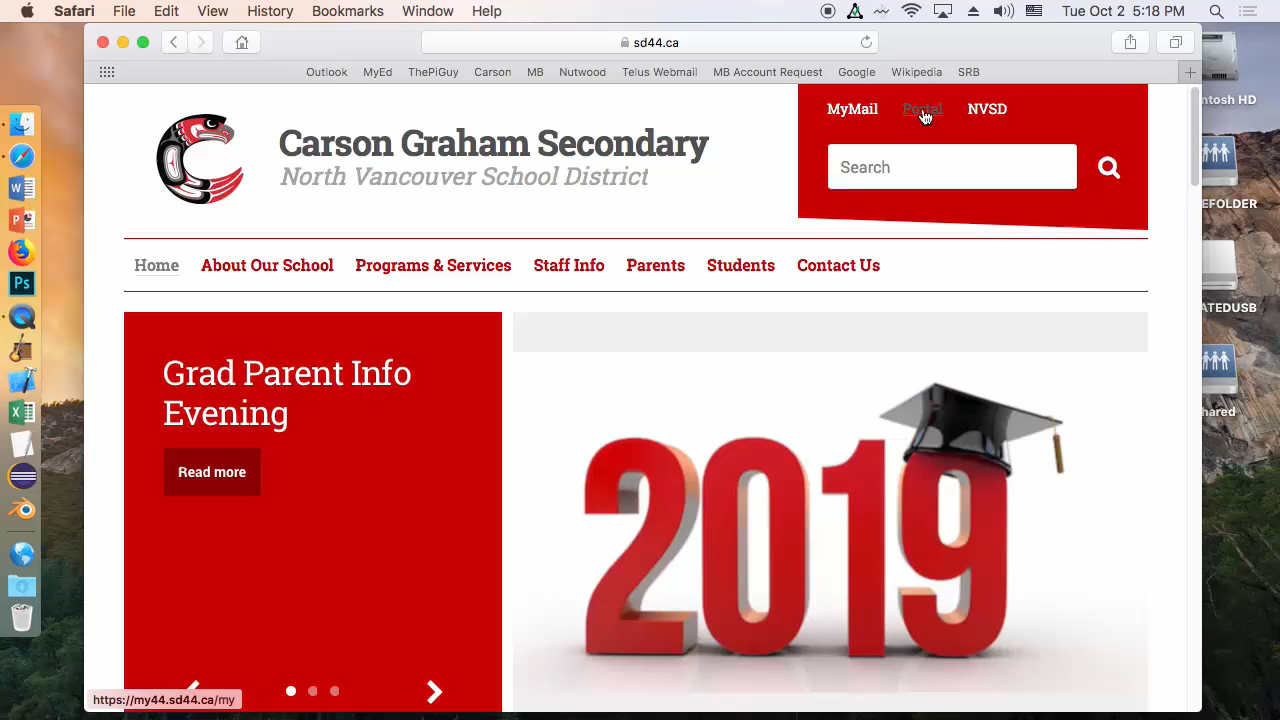 Safari File Edit View History Bookmarks Window Help Tue Oct 2 5:18 PM
sd44.ca
Outlook MyEd ThePiGuy Carson MB Nutwood Telus Webmail MB Account Request Google Wikipedia SRB
MyMail Portal NVSD
Carson Graham Secondary
North Vancouver School District
Search
Home About Our School Programs & Services Staff Info Parents Students Contact Us
Grad Parent Info
Evening
Read more
2019
https://my44.sd44.ca/my
ntosh HD
EFOLDER
ATEDUSB
hared